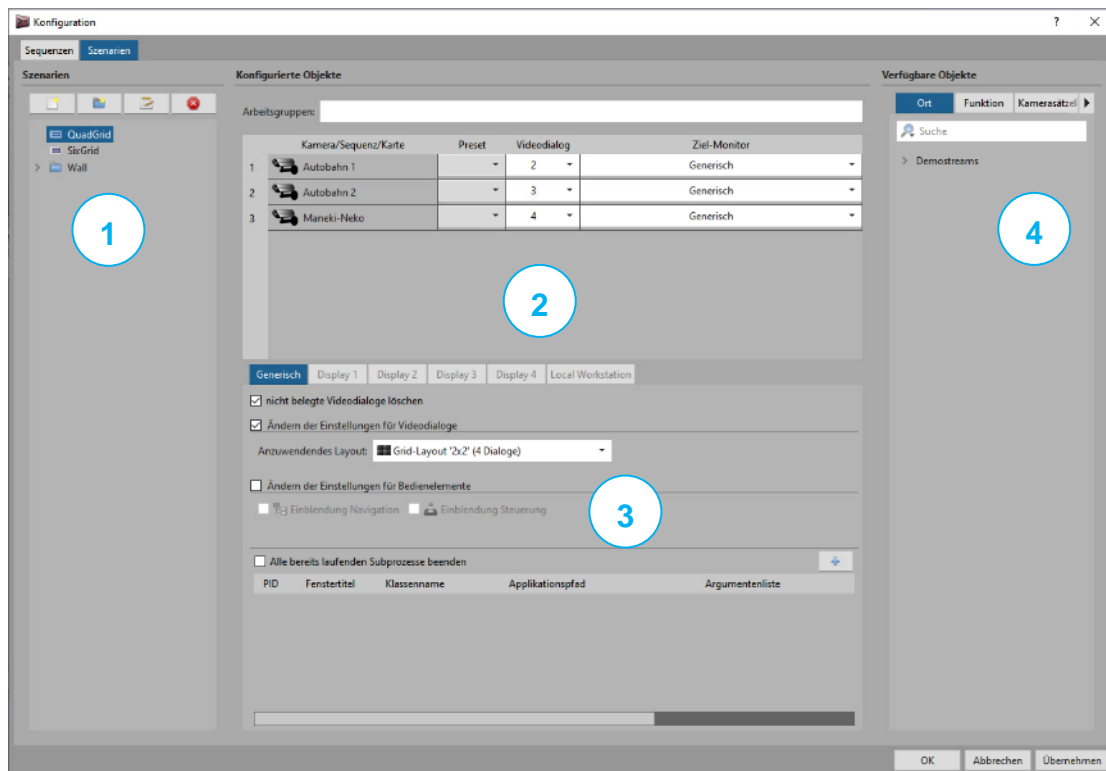 Konfiguration
?
Sequenzen Szenarien
Szenarien
QuadGrid
SixGrid
Wall
1
Konfigurierte Objekte
Arbeitsgruppen:
Kamera/Sequenz/Karte Preset Videodialog Ziel-Monitor
1 Autobahn 1 2 Generisch
2 Autobahn 2 3 Generisch
3 Maneki-Neko 4 Generisch
2
Generisch Display 1 Display 2 Display 3 Display 4 Local Workstation
nicht belegte Videodialoge löschen
Ändern der Einstellungen für Videodialoge
Anzuwendendes Layout: Grid-Layout '2x2' (4 Dialoge)
Ändern der Einstellungen für Bedienelemente
Einblendung Navigation Einblendung Steuerung
3
Alle bereits laufenden Subprozesse beenden
PID Fenstertitel Klassenname Applikationspfad Argumentenliste
Verfügbare Objekte
Ort Funktion
Suche
Demostreams
4
OK Abbrechen Übernehmen